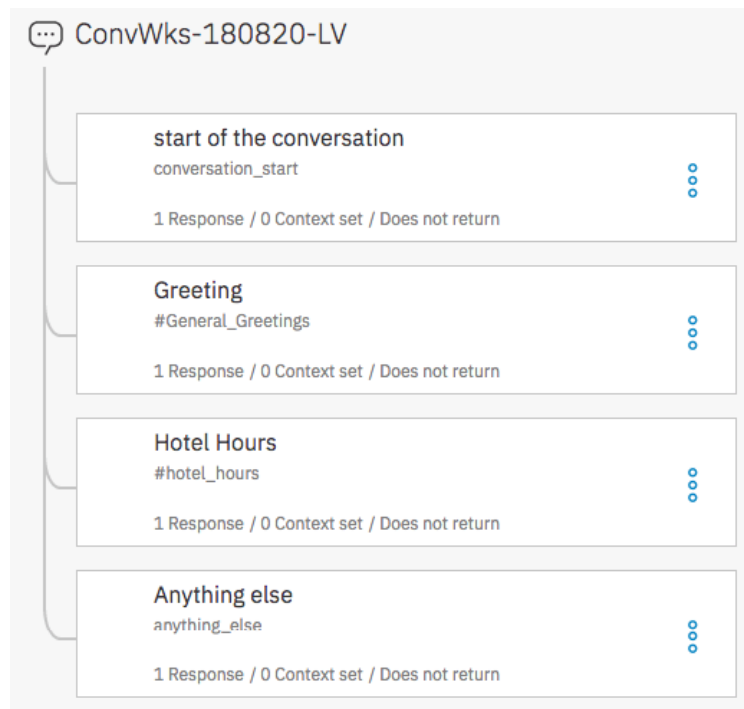 ConvWks-180820-LV
start of the conversation
conversation_start
1 Response / 0 Context set / Does not return
Greeting
#General_Greetings
1 Response / 0 Context set / Does not return
Hotel Hours
#hotel_hours
1 Response / 0 Context set / Does not return
Anything else
anything_else
1 Response / 0 Context set / Does not return